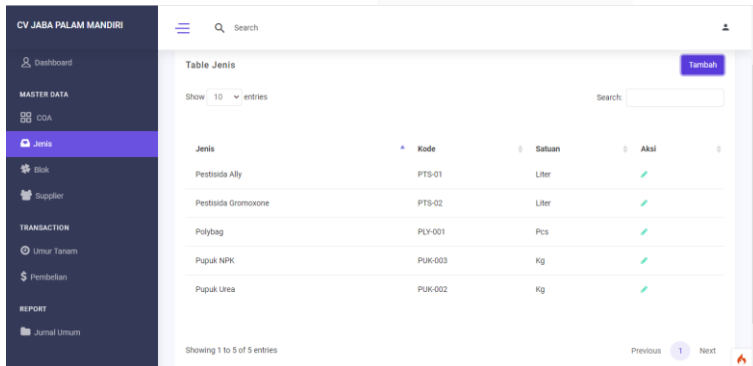 CV JABA PALAM MANDIRI
Search
Dashboard
MASTER DATA
COA
Jenis
Blok
Supplier
TRANSACTION
Umur Tanam
Pembelian
REPORT
Jurnal Umum
Table Jenis
Tambah
Show 10 entries
Search:
Jenis Kode Satuan Aksi
Pestisida Ally PTS-01 Liter
Pestisida Gromoxone PTS-02 Liter
Polybag PLY-001 Pcs
Pupuk NPK PUK-003 Kg
Pupuk Urea PUK-002 Kg
Showing 1 to 5 of 5 entries
Previous 1 Next